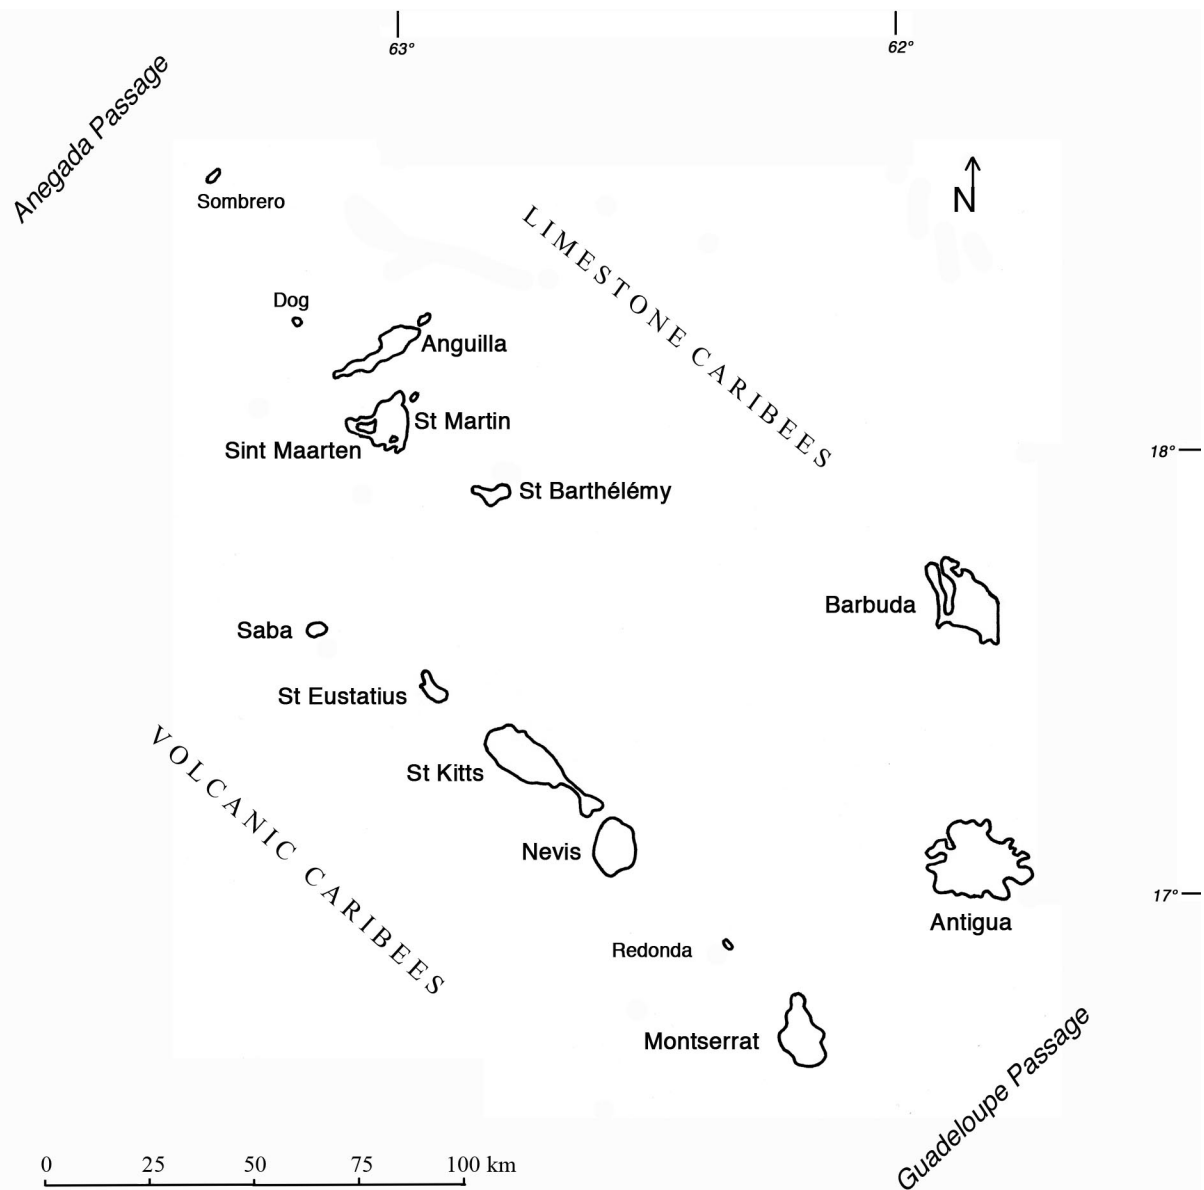 63°
62°
Anegada Passage
N
Sombrero
LIMESTONE CARIBEES
Dog
Anguilla
St Martin
Sint Maarten
18°
St Barthélémy
Barbuda
Saba
St Eustatius
VOLCANIC CARIBEES
St Kitts
Nevis
17°
Antigua
Redonda
Montserrat
Guadeloupe Passage
0 25 50 75 100 km